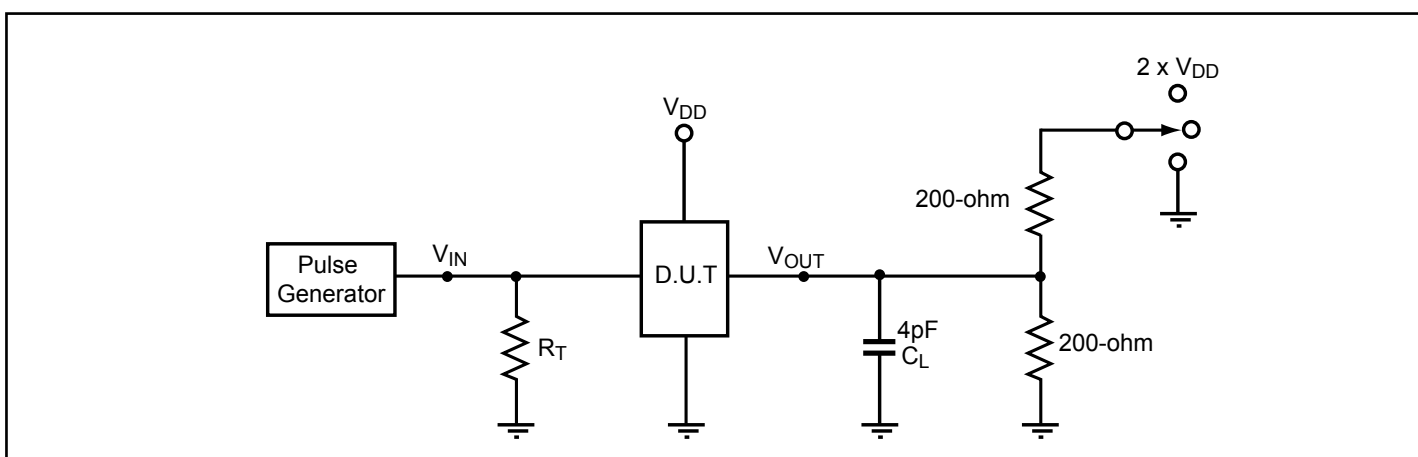 2 x VDD
VDD
200-ohm
Pulse
Generator
VIN
D.U.T
VOUT
RT
4pF
CL
200-ohm